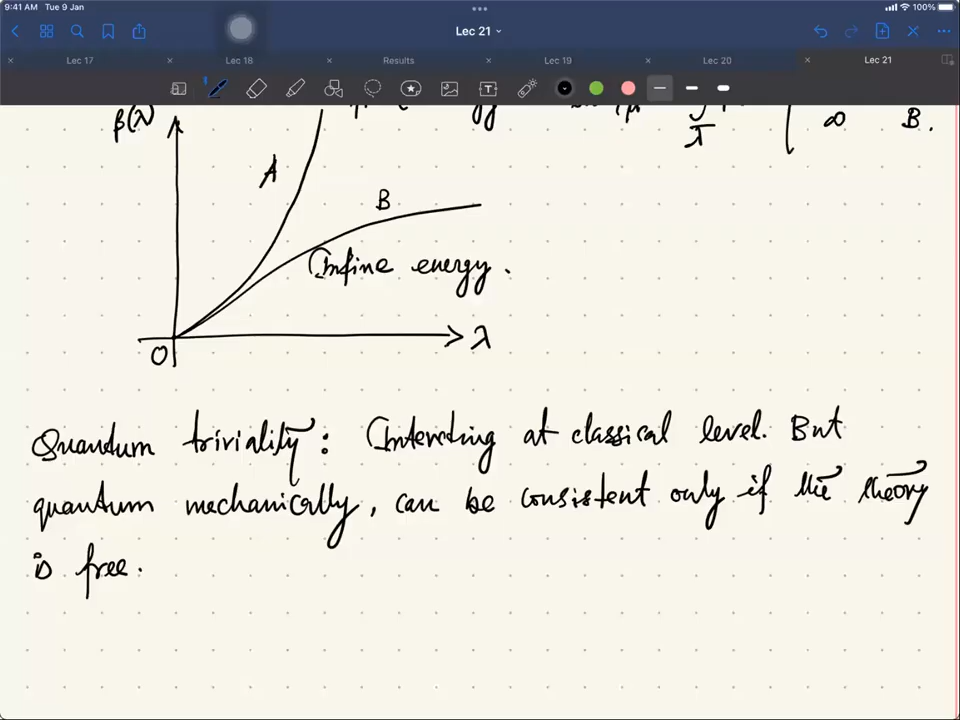 9:41 AM Tue 9 Jan
100%
Lec 21
Lec 17 Lec 18 Results Lec 19 Lec 20 Lec 21
β(λ)
λ ∞ B.
A
B
Infine energy.
O λ
Quantum triviality: Interacting at classical level. But
quantum mechanically, can be consistent only if the theory
is free.